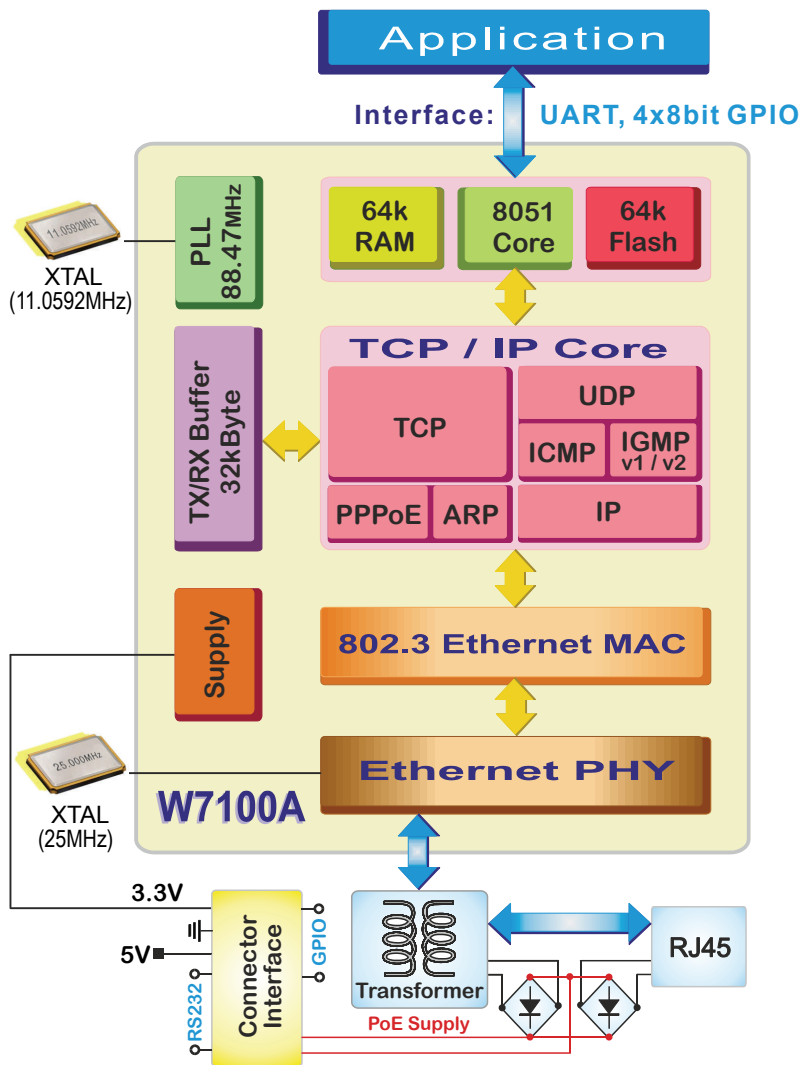 Application
Interface: UART, 4x8bit GPIO
PLL
88.47MHz
64k
RAM
8051
Core
64k
Flash
11.0592MHz
XTAL
(11.0592MHz)
TX/RX Buffer
32kByte
TCP / IP Core
TCP
UDP
ICMP
IGMP
v1 / v2
PPPoE
ARP
IP
Supply
802.3 Ethernet MAC
Ethernet PHY
25.000MHz
XTAL
(25MHz)
W7100A
3.3V
5V
RS232
Connector
Interface
GPIO
Transformer
PoE Supply
RJ45